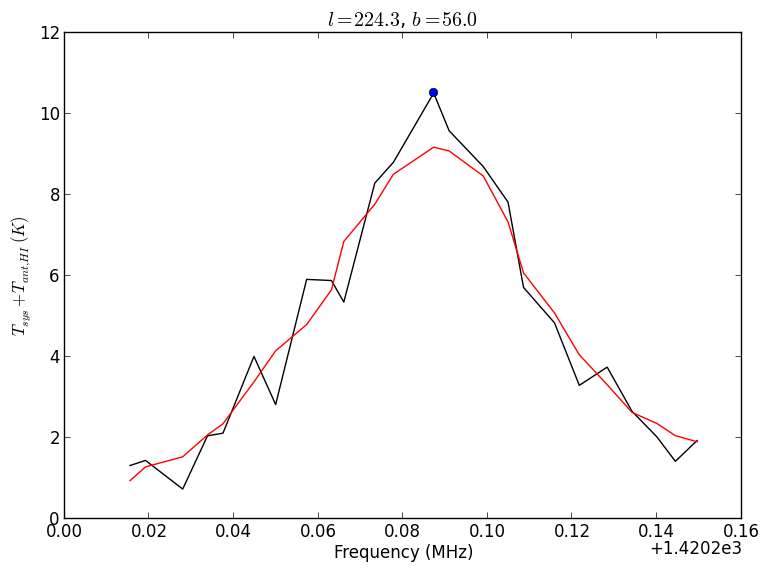 l = 224.3, b = 56.0
12
10
8
6
4
2
0
T_sys + T_ant,HI (K)
0.00 0.02 0.04 0.06 0.08 0.10 0.12 0.14 0.16
Frequency (MHz)
+1.4202e3